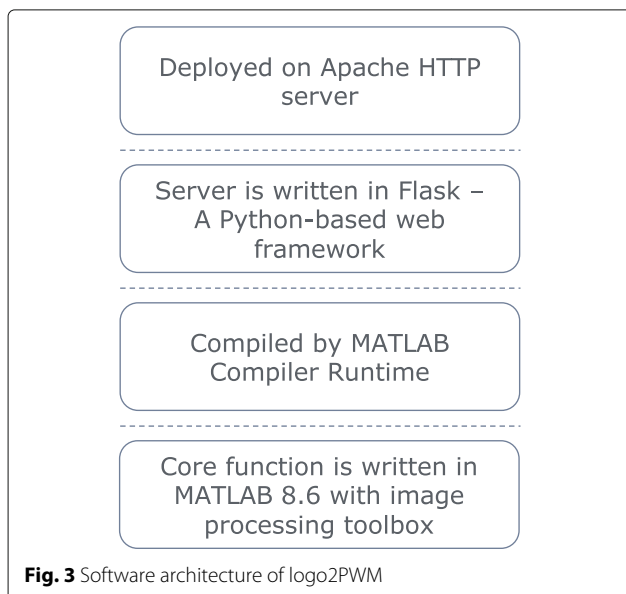 Deployed on Apache HTTP
server
Server is written in Flask –
A Python-based web
framework
Compiled by MATLAB
Compiler Runtime
Core function is written in
MATLAB 8.6 with image
processing toolbox
Fig. 3 Software architecture of logo2PWM